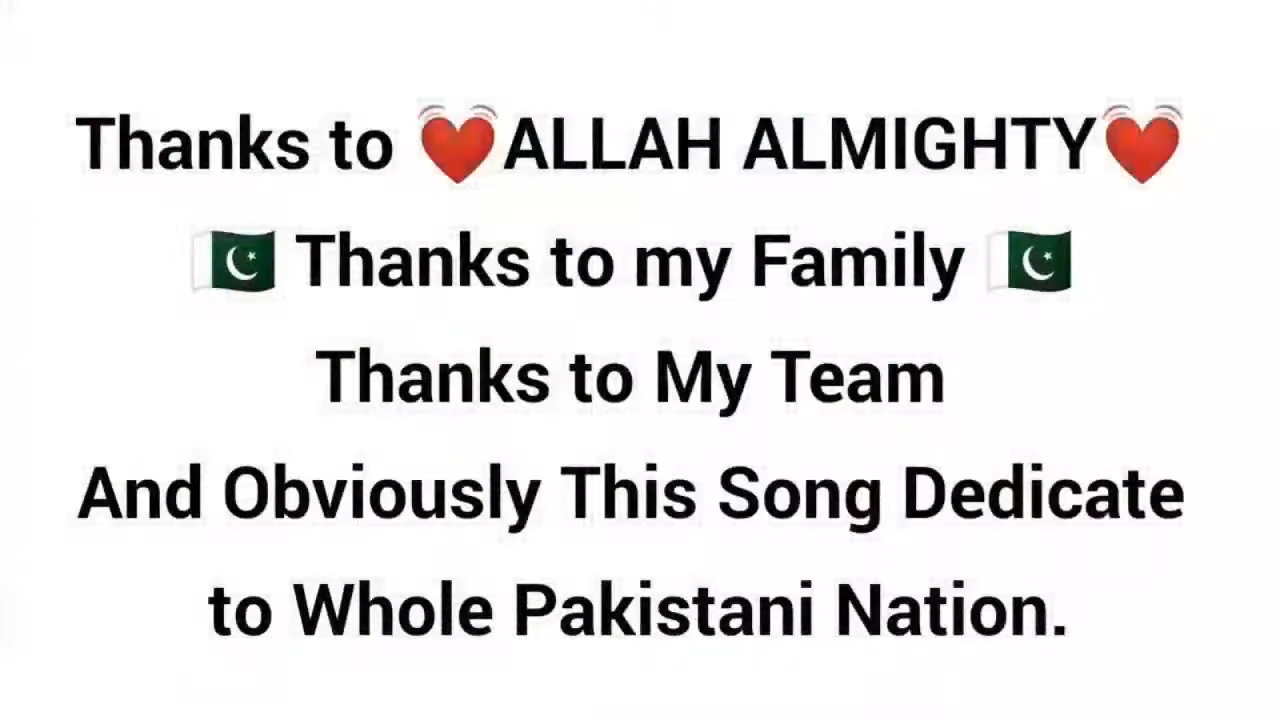 Thanks to 💓ALLAH ALMIGHTY💓
🇵🇰 Thanks to my Family 🇵🇰
Thanks to My Team
And Obviously This Song Dedicate
to Whole Pakistani Nation.